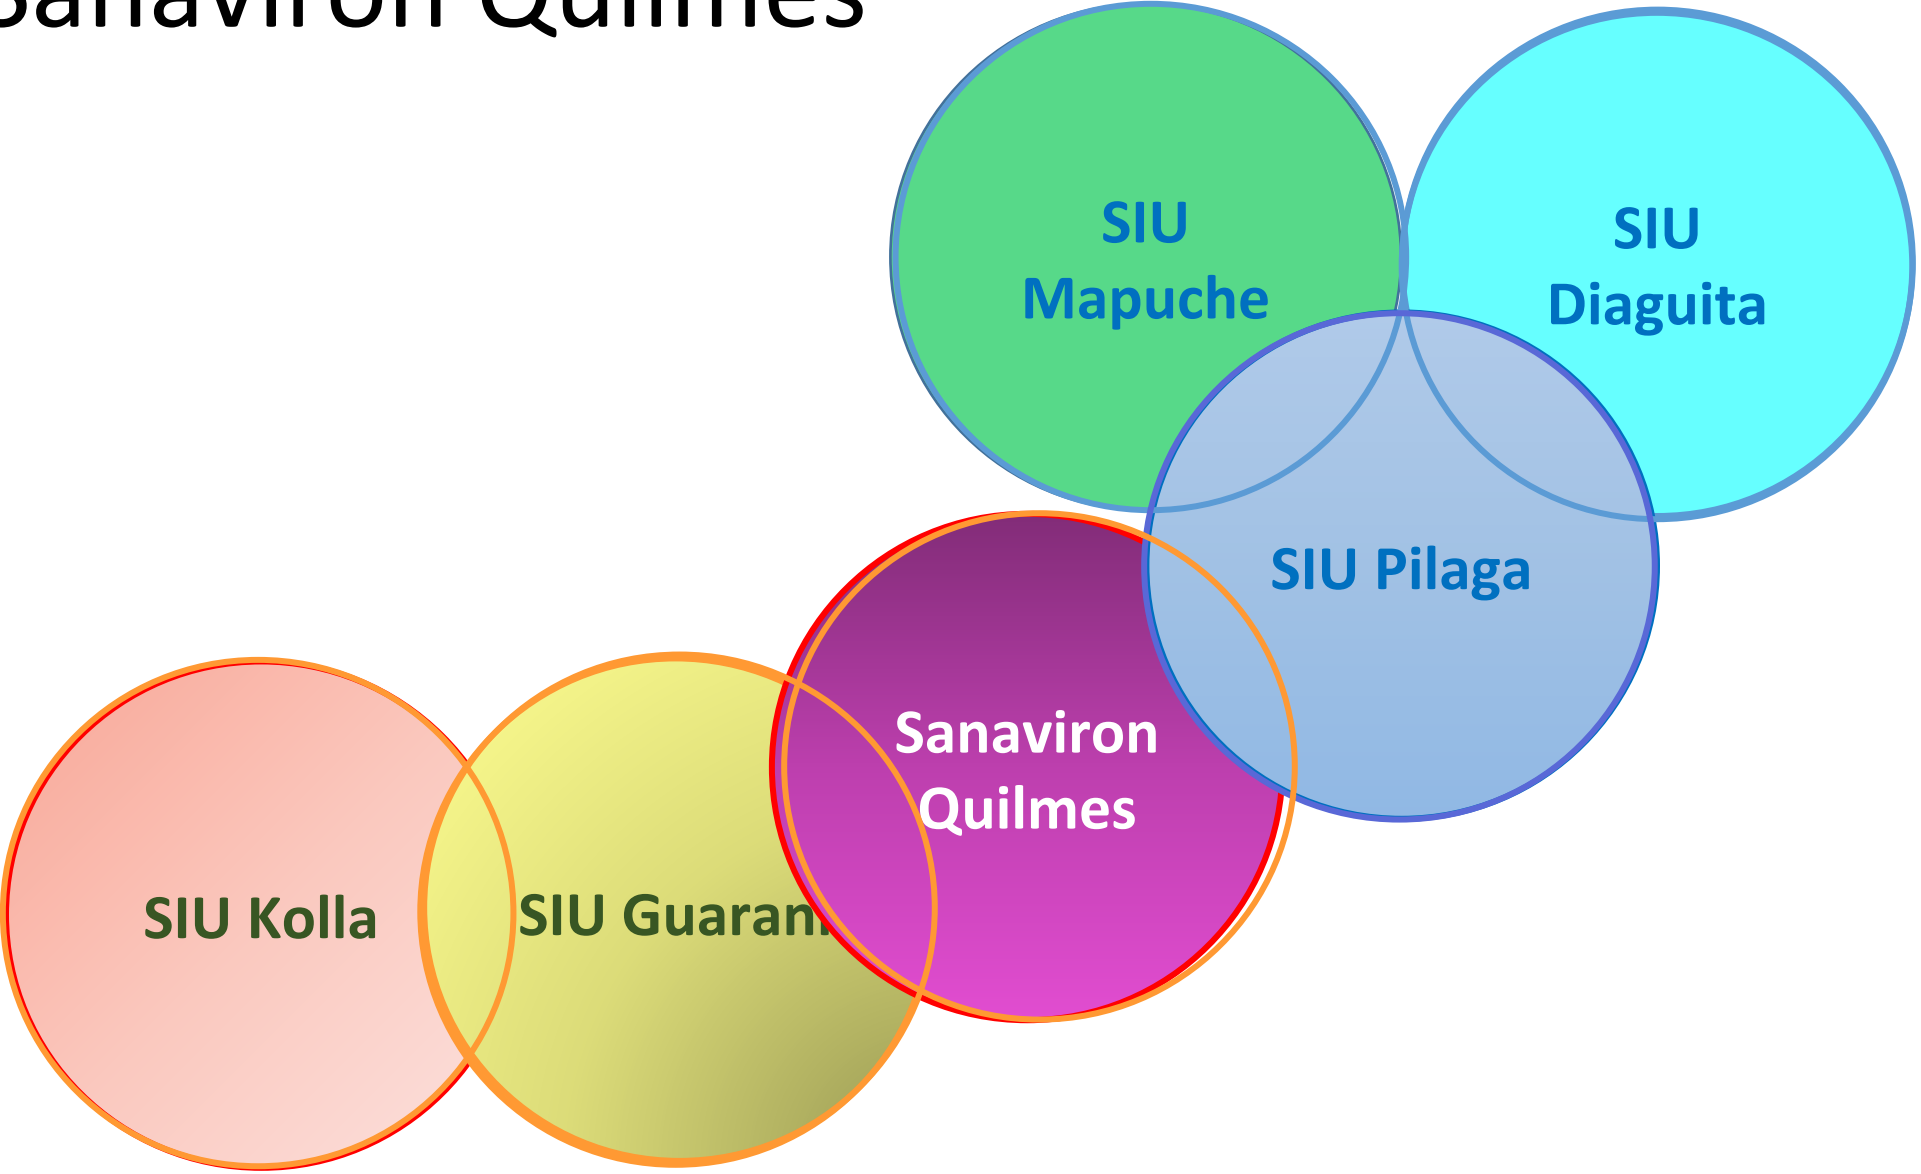 Sanaviron Quilmes
SIU
Mapuche
SIU
Diaguita
SIU Pilaga
Sanaviron
Quilmes
SIU Kolla
SIU Guarani